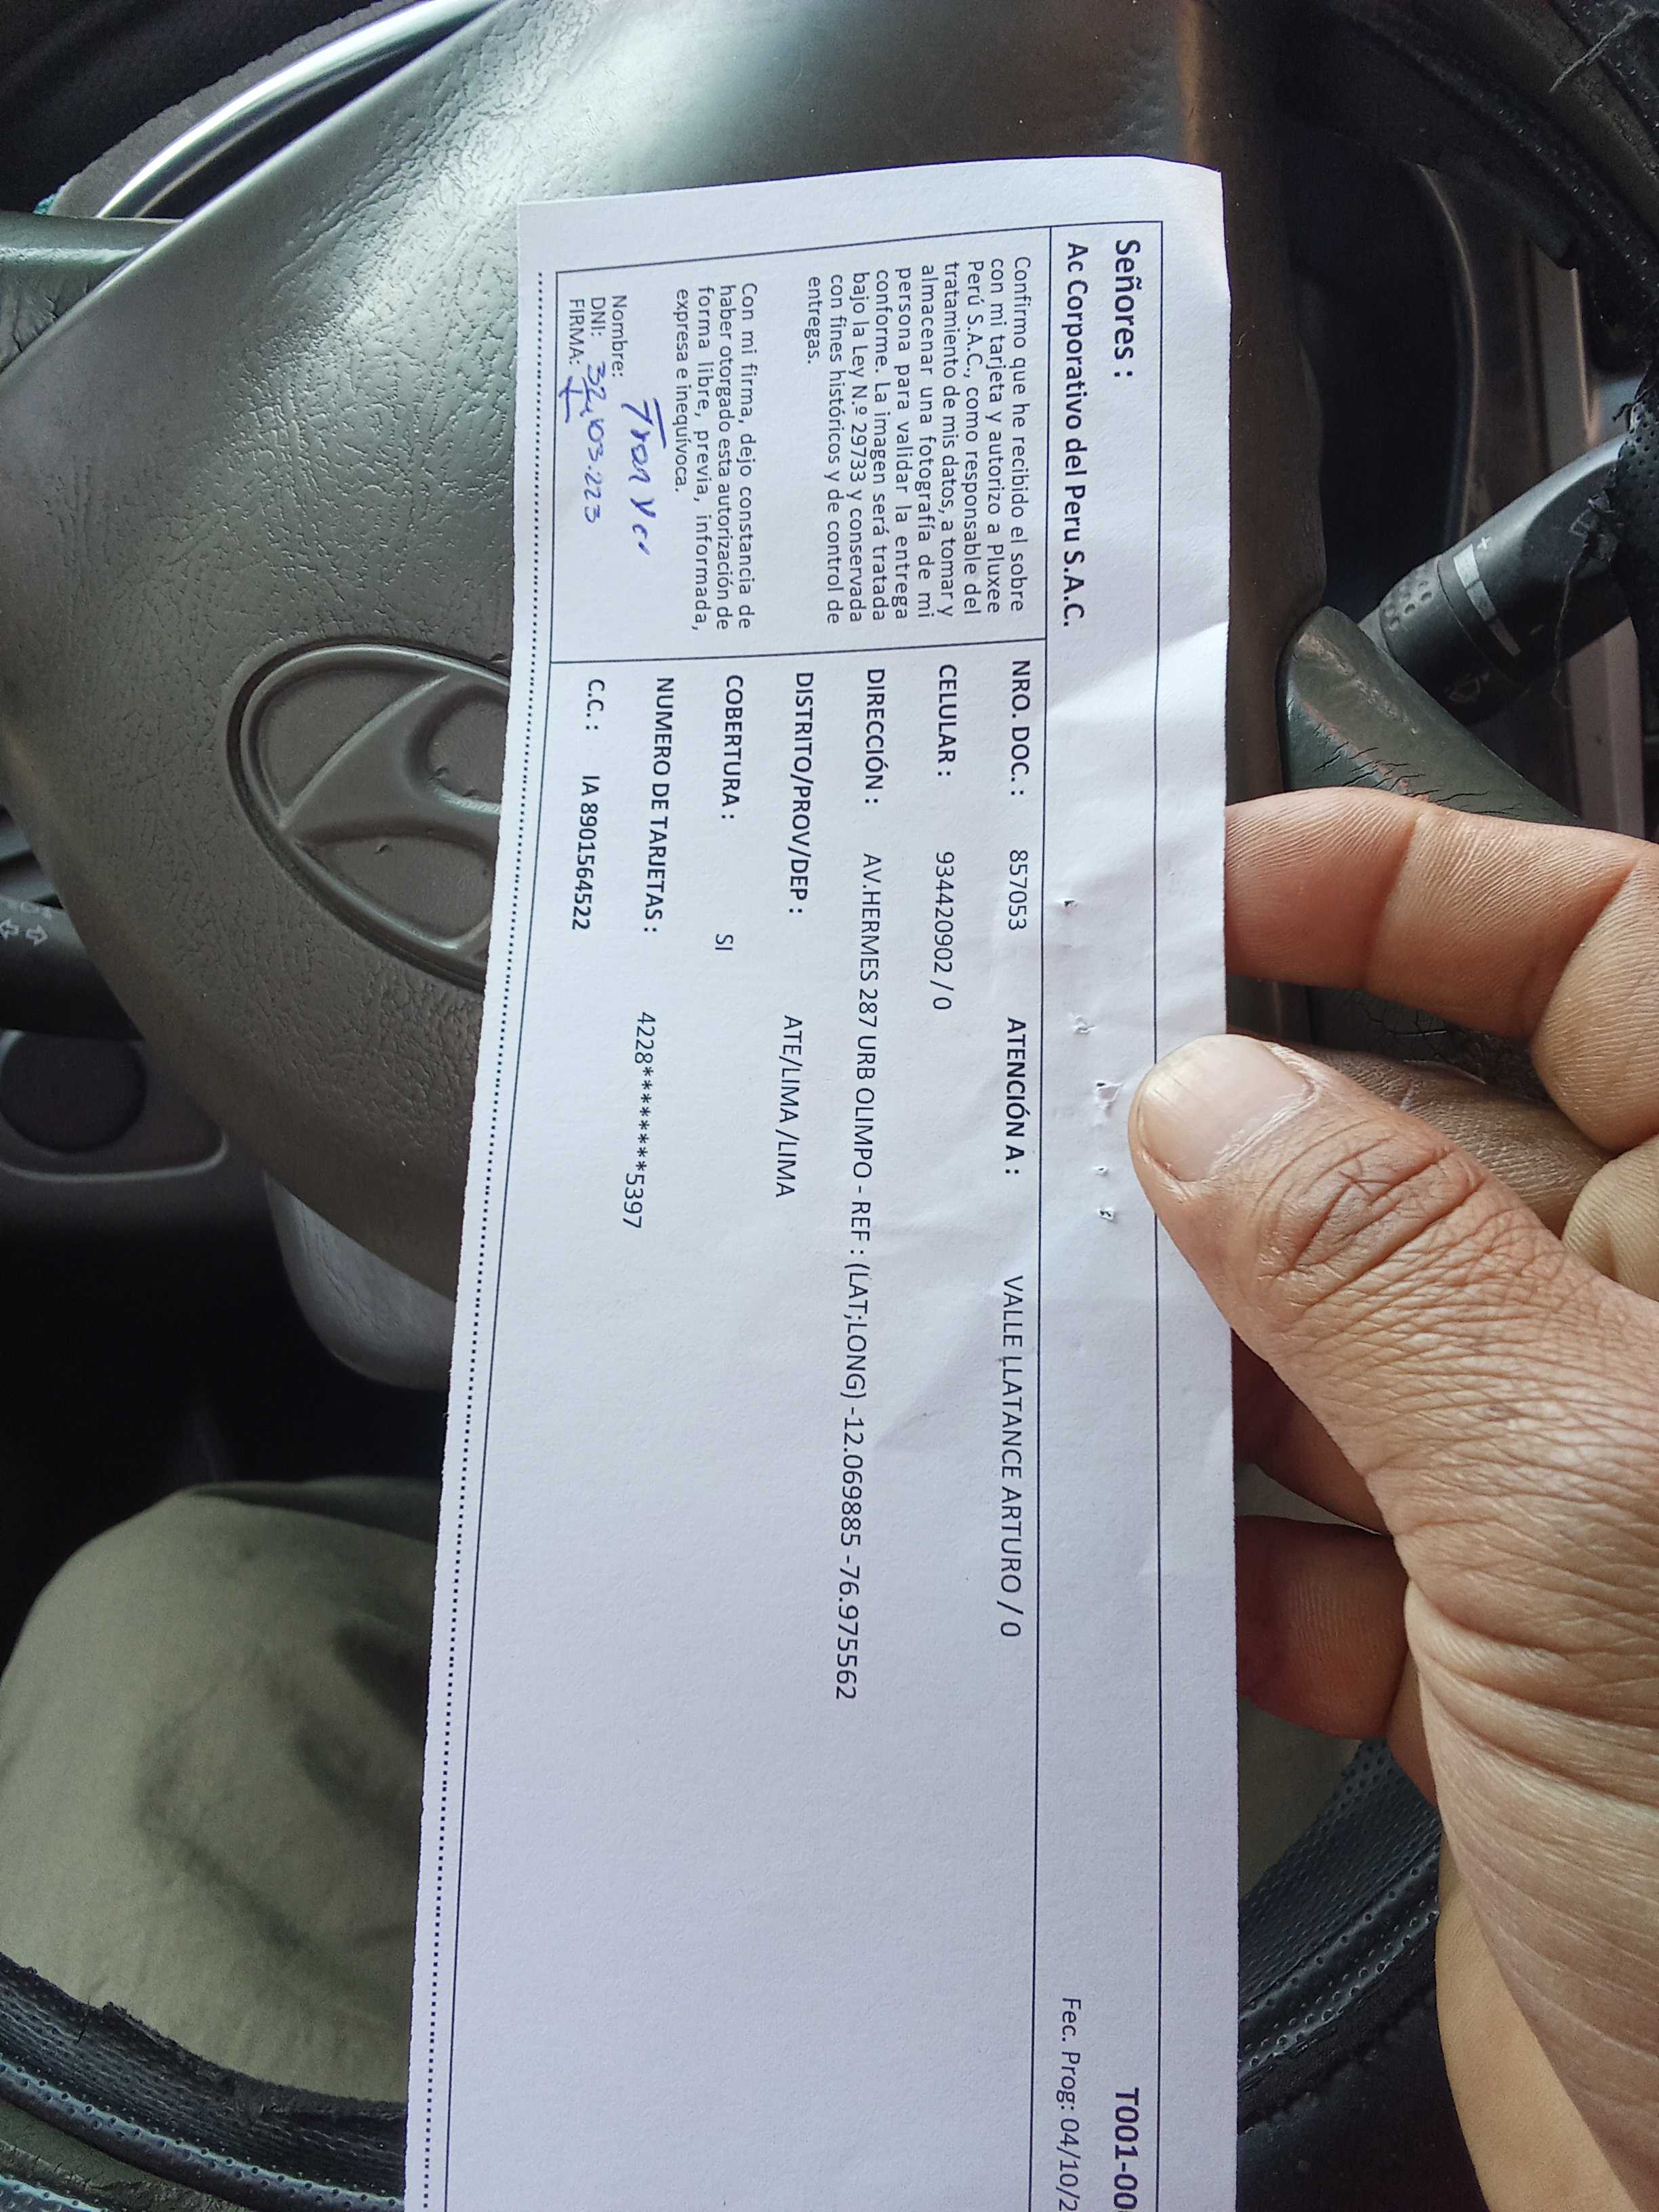 Señores :
T001-00
Ac Corporativo del Peru S.A.C.
Fec. Prog: 04/10/2
Confirmo que he recibido el sobre
con mi tarjeta y autorizo a Pluxee
Perú S.A.C., como responsable del
tratamiento de mis datos, a tomar y
almacenar una fotografía de mi
persona para validar la entrega
conforme. La imagen será tratada
bajo la Ley N.º 29733 y conservada
con fines históricos y de control de
entregas.
Con mi firma, dejo constancia de
haber otorgado esta autorización de
forma libre, previa, informada,
expresa e inequívoca.
Nombre:
DNI:
FIRMA:
NRO. DOC. : 857053 ATENCIÓN A : VALLE LLATANCE ARTURO / 0
CELULAR : 934420902 / 0
DIRECCIÓN : AV.HERMES 287 URB OLIMPO - REF : (LAT;LONG) -12.069885 -76.975562
DISTRITO/PROV/DEP : ATE/LIMA /LIMA
COBERTURA : SI
NUMERO DE TARJETAS : 4228********5397
C.C. : IA 8901564522